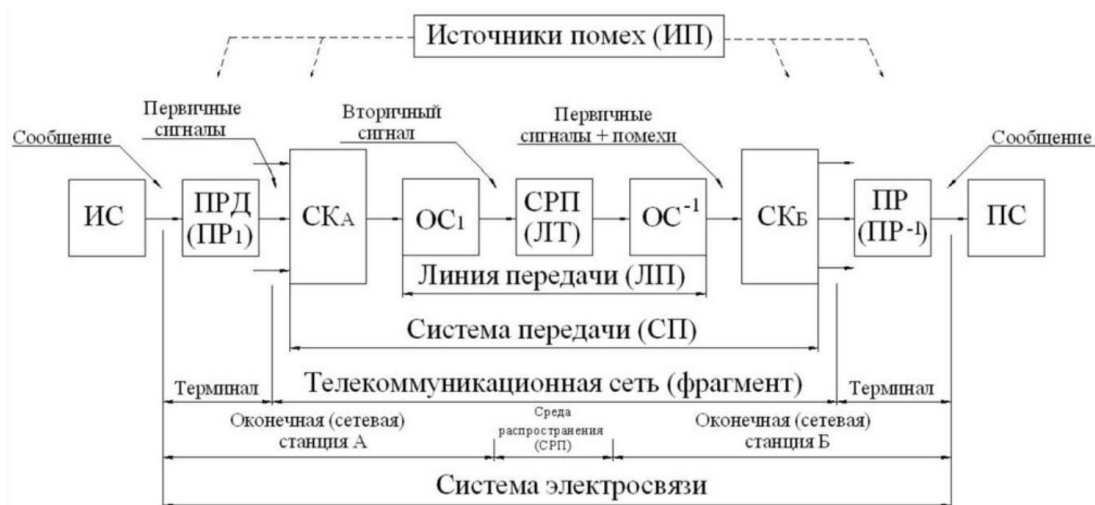 Источники помех (ИП)
Первичные
сигналы
Вторичный
сигнал
Первичные
сигналы + помехи
Сообщение
Сообщение
ИС
ПРД
(ПР1)
СКА
ОС1
СРП
(ЛТ)
ОС-1
СКБ
ПР
(ПР-1)
ПС
Линия передачи (ЛП)
Система передачи (СП)
Терминал
Телекоммуникационная сеть (фрагмент)
Терминал
Оконечная (сетевая)
станция А
Среда
распространения
(СРП)
Оконечная (сетевая)
станция Б
Система электросвязи